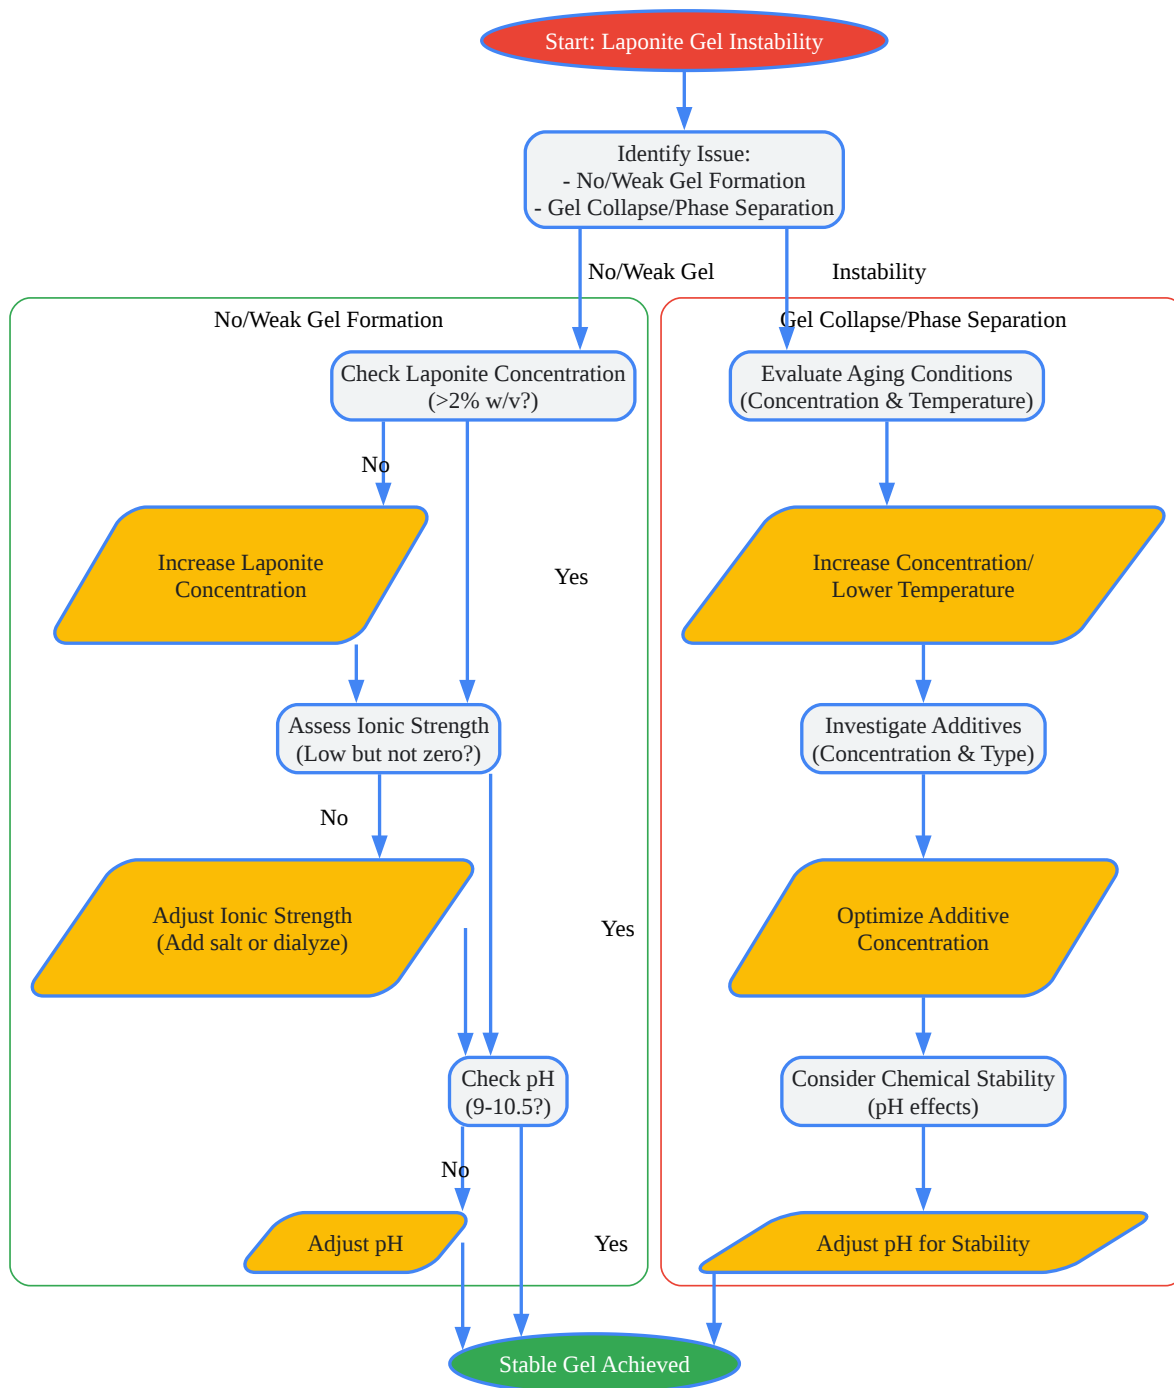 Start: Laponite Gel Instability
Identify Issue:
- No/Weak Gel Formation
- Gel Collapse/Phase Separation
No/Weak Gel
Instability
No/Weak Gel Formation
Check Laponite Concentration
(>2% w/v?)
No
Increase Laponite
Concentration
Yes
Assess Ionic Strength
(Low but not zero?)
No
Adjust Ionic Strength
(Add salt or dialyze)
Yes
Check pH
(9-10.5?)
No
Adjust pH
Yes
Gel Collapse/Phase Separation
Evaluate Aging Conditions
(Concentration & Temperature)
Increase Concentration/
Lower Temperature
Investigate Additives
(Concentration & Type)
Optimize Additive
Concentration
Consider Chemical Stability
(pH effects)
Adjust pH for Stability
Stable Gel Achieved